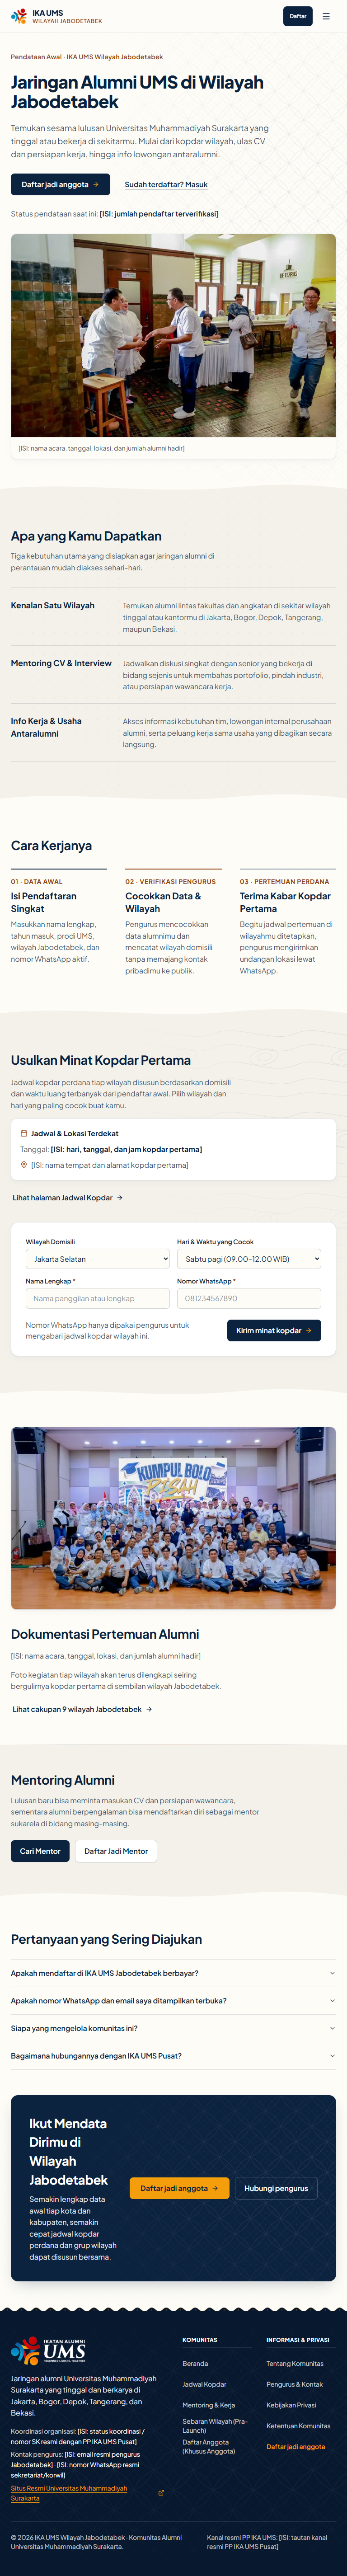 IKA UMS
WILAYAH JABODETABEK
Daftar
Pendataan Awal · IKA UMS Wilayah Jabodetabek
Jaringan Alumni UMS di Wilayah
Jabodetabek
Temukan sesama lulusan Universitas Muhammadiyah Surakarta yang
tinggal atau bekerja di sekitarmu. Mulai dari kopdar wilayah, ulas CV
dan persiapan kerja, hingga info lowongan antaralumni.
Daftar jadi anggota
Sudah terdaftar? Masuk
Status pendataan saat ini: [ISI: jumlah pendaftar terverifikasi]
[ISI: nama acara, tanggal, lokasi, dan jumlah alumni hadir]
Apa yang Kamu Dapatkan
Tiga kebutuhan utama yang disiapkan agar jaringan alumni di
perantauan mudah diakses sehari-hari.
Kenalan Satu Wilayah
Temukan alumni lintas fakultas dan angkatan di sekitar wilayah
tinggal atau kantormu di Jakarta, Bogor, Depok, Tangerang,
maupun Bekasi.
Mentoring CV & Interview
Jadwalkan diskusi singkat dengan senior yang bekerja di
bidang sejenis untuk membahas portofolio, pindah industri,
atau persiapan wawancara kerja.
Info Kerja & Usaha
Antaralumni
Akses informasi kebutuhan tim, lowongan internal perusahaan
alumni, serta peluang kerja sama usaha yang dibagikan secara
langsung.
Cara Kerjanya
01 · DATA AWAL
Isi Pendaftaran
Singkat
Masukkan nama lengkap,
tahun masuk, prodi UMS,
wilayah Jabodetabek, dan
nomor WhatsApp aktif.
02 · VERIFIKASI PENGURUS
Cocokkan Data &
Wilayah
Pengurus mencocokkan
data alumnimu dan
mencatat wilayah domisili
tanpa memajang kontak
pribadimu ke publik.
03 · PERTEMUAN PERDANA
Terima Kabar Kopdar
Pertama
Begitu jadwal pertemuan di
wilayahmu ditetapkan,
pengurus mengirimkan
undangan lokasi lewat
WhatsApp.
Usulkan Minat Kopdar Pertama
Jadwal kopdar perdana tiap wilayah disusun berdasarkan domisili
dan waktu luang terbanyak dari pendaftar awal. Pilih wilayah dan
hari yang paling cocok buat kamu.
Jadwal & Lokasi Terdekat
Tanggal: [ISI: hari, tanggal, dan jam kopdar pertama]
[ISI: nama tempat dan alamat kopdar pertama]
Lihat halaman Jadwal Kopdar
Wilayah Domisili
Hari & Waktu yang Cocok
Jakarta Selatan
Sabtu pagi (09.00–12.00 WIB)
Nama Lengkap *
Nomor WhatsApp *
Nama panggilan atau lengkap
081234567890
Nomor WhatsApp hanya dipakai pengurus untuk
mengabari jadwal kopdar wilayah ini.
Kirim minat kopdar
KUMPUL BOLO
PISAH
Dokumentasi Pertemuan Alumni
[ISI: nama acara, tanggal, lokasi, dan jumlah alumni hadir]
Foto kegiatan tiap wilayah akan terus dilengkapi seiring
bergulirnya kopdar pertama di sembilan wilayah Jabodetabek.
Lihat cakupan 9 wilayah Jabodetabek
Mentoring Alumni
Lulusan baru bisa meminta masukan CV dan persiapan wawancara,
sementara alumni berpengalaman bisa mendaftarkan diri sebagai mentor
sukarela di bidang masing-masing.
Cari Mentor
Daftar Jadi Mentor
Pertanyaan yang Sering Diajukan
Apakah mendaftar di IKA UMS Jabodetabek berbayar?
Apakah nomor WhatsApp dan email saya ditampilkan terbuka?
Siapa yang mengelola komunitas ini?
Bagaimana hubungannya dengan IKA UMS Pusat?
Ikut Mendata
Dirimu di
Wilayah
Jabodetabek
Semakin lengkap data
awal tiap kota dan
kabupaten, semakin
cepat jadwal kopdar
perdana dan grup wilayah
dapat disusun bersama.
Daftar jadi anggota
Hubungi pengurus
IKATAN ALUMNI
UMS
Jaringan alumni Universitas Muhammadiyah
Surakarta yang tinggal dan berkarya di
Jakarta, Bogor, Depok, Tangerang, dan
Bekasi.
Koordinasi organisasi: [ISI: status koordinasi /
nomor SK resmi dengan PP IKA UMS Pusat]
Kontak pengurus: [ISI: email resmi pengurus
Jabodetabek] · [ISI: nomor WhatsApp resmi
sekretariat/korwil]
Situs Resmi Universitas Muhammadiyah
Surakarta
KOMUNITAS
Beranda
Jadwal Kopdar
Mentoring & Kerja
Sebaran Wilayah (Pra-
Launch)
Daftar Anggota
(Khusus Anggota)
INFORMASI & PRIVASI
Tentang Komunitas
Pengurus & Kontak
Kebijakan Privasi
Ketentuan Komunitas
Daftar jadi anggota
© 2026 IKA UMS Wilayah Jabodetabek · Komunitas Alumni
Universitas Muhammadiyah Surakarta.
Kanal resmi PP IKA UMS: [ISI: tautan kanal
resmi PP IKA UMS Pusat]